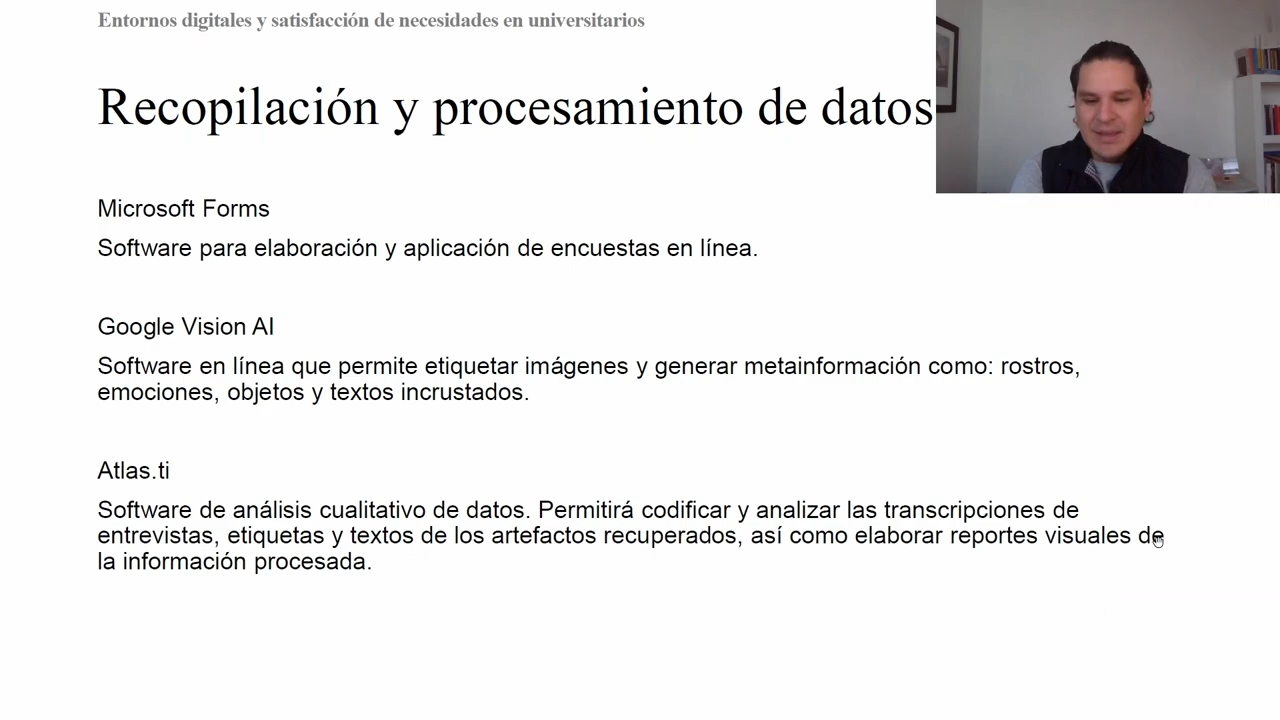 Entornos digitales y satisfacción de necesidades en universitarios
Recopilación y procesamiento de datos
Microsoft Forms
Software para elaboración y aplicación de encuestas en línea.
Google Vision AI
Software en línea que permite etiquetar imágenes y generar metainformación como: rostros,
emociones, objetos y textos incrustados.
Atlas.ti
Software de análisis cualitativo de datos. Permitirá codificar y analizar las transcripciones de
entrevistas, etiquetas y textos de los artefactos recuperados, así como elaborar reportes visuales de
la información procesada.